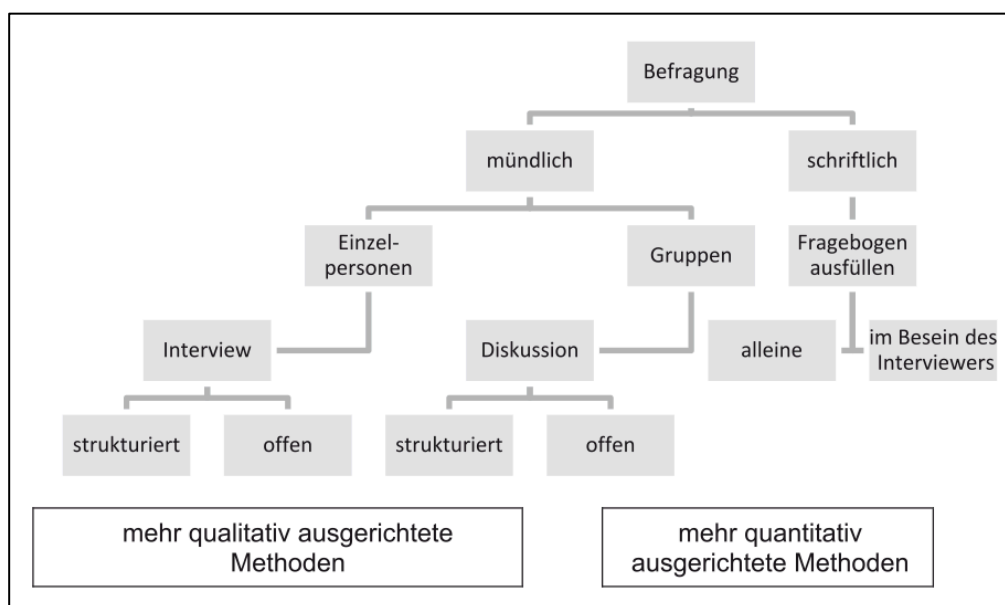 Befragung
mündlich
schriftlich
Einzel-
personen
Gruppen
Fragebogen
ausfüllen
Interview
Diskussion
alleine
im Besein des
Interviewers
strukturiert
offen
strukturiert
offen
mehr qualitativ ausgerichtete
Methoden
mehr quantitativ
ausgerichtete Methoden